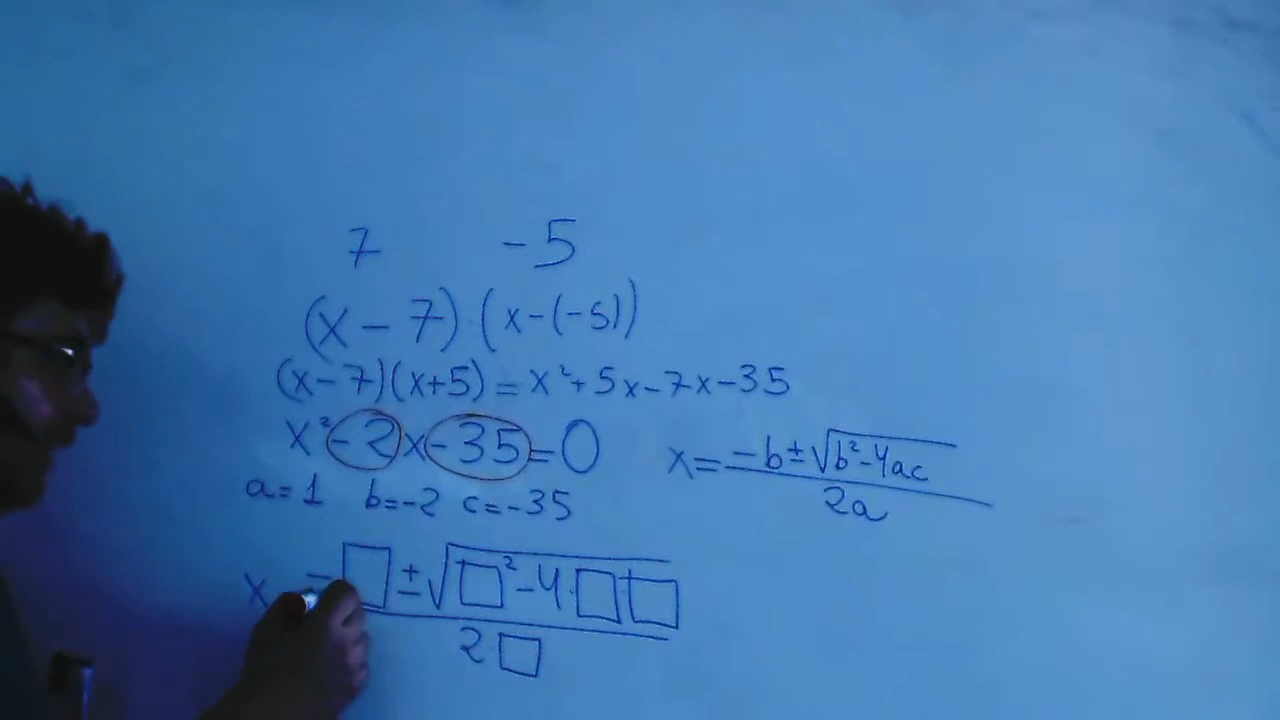 7 -5
(x-7)·(x-(-5))
(x-7)(x+5)=x²+5x-7x-35
x²-2x-35=0
x=-b±√b²-4ac
2a
a=1 b=-2 c=-35
x = □±√□²-4·□·□
2□